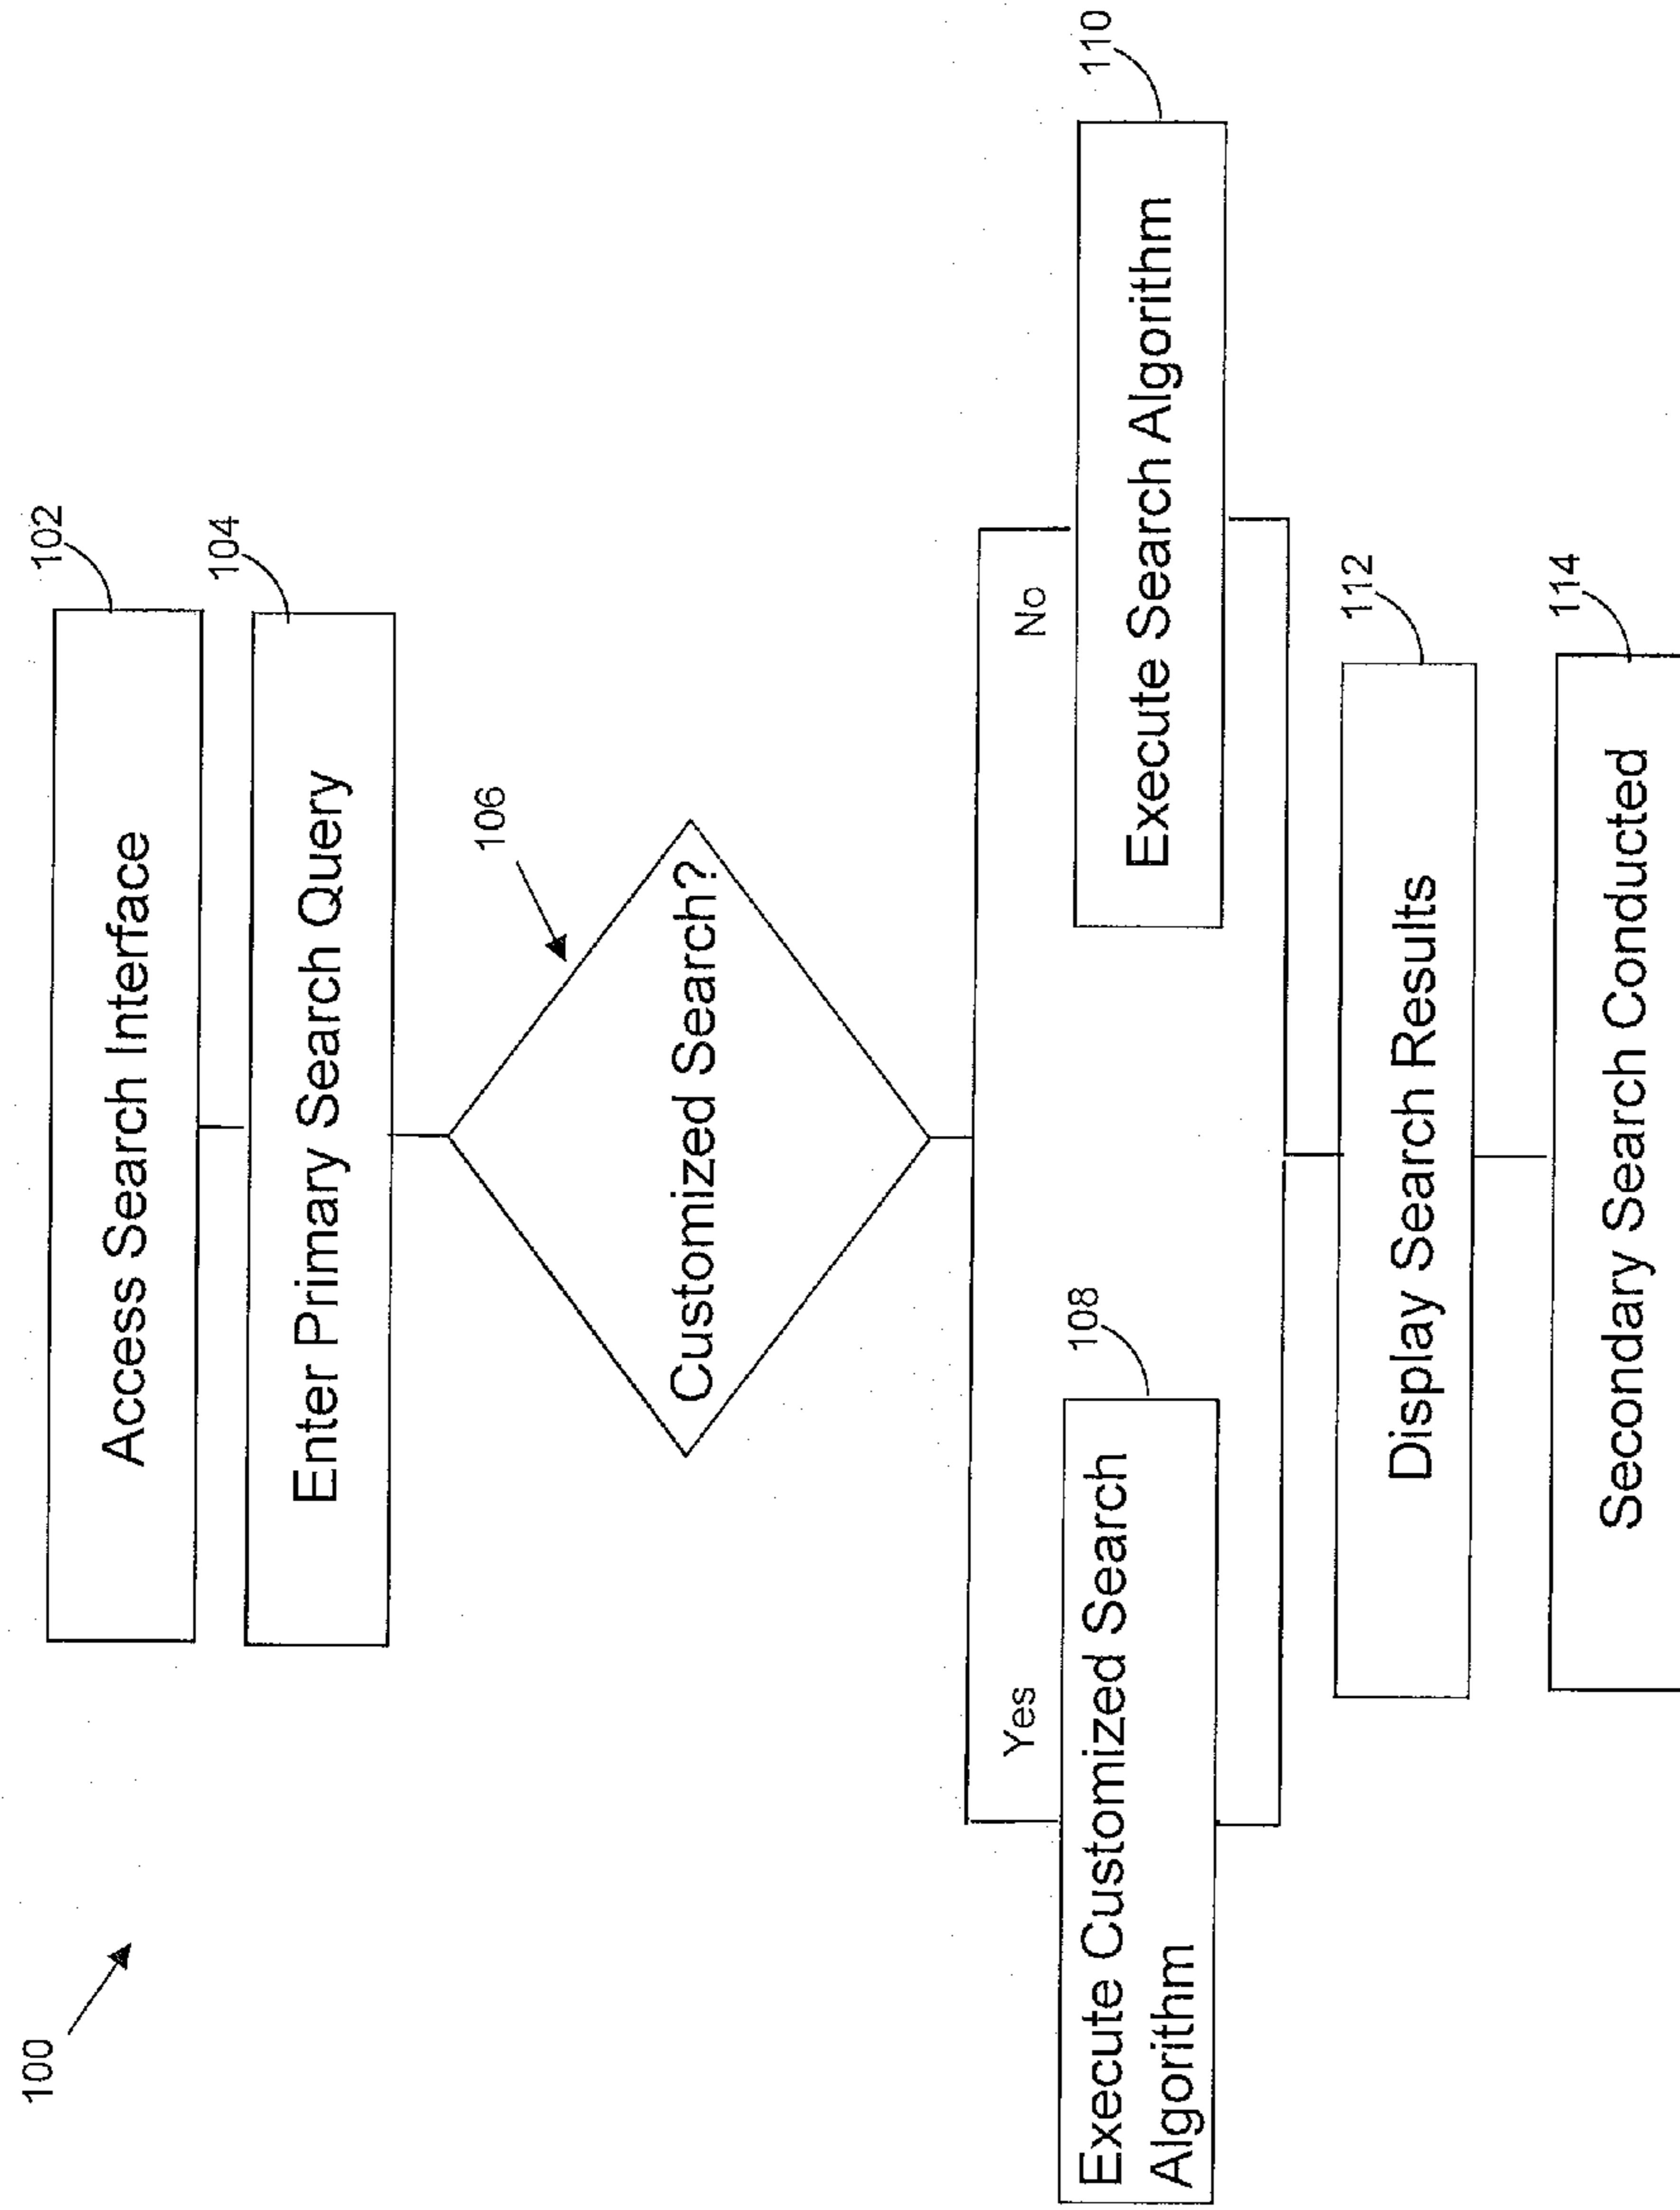 100
102
Access Search Interface
104
Enter Primary Search Query
106
Customized Search?
Yes
No
108
110
Execute Customized Search
Algorithm
Execute Search Algorithm
112
Display Search Results
114
Secondary Search Conducted